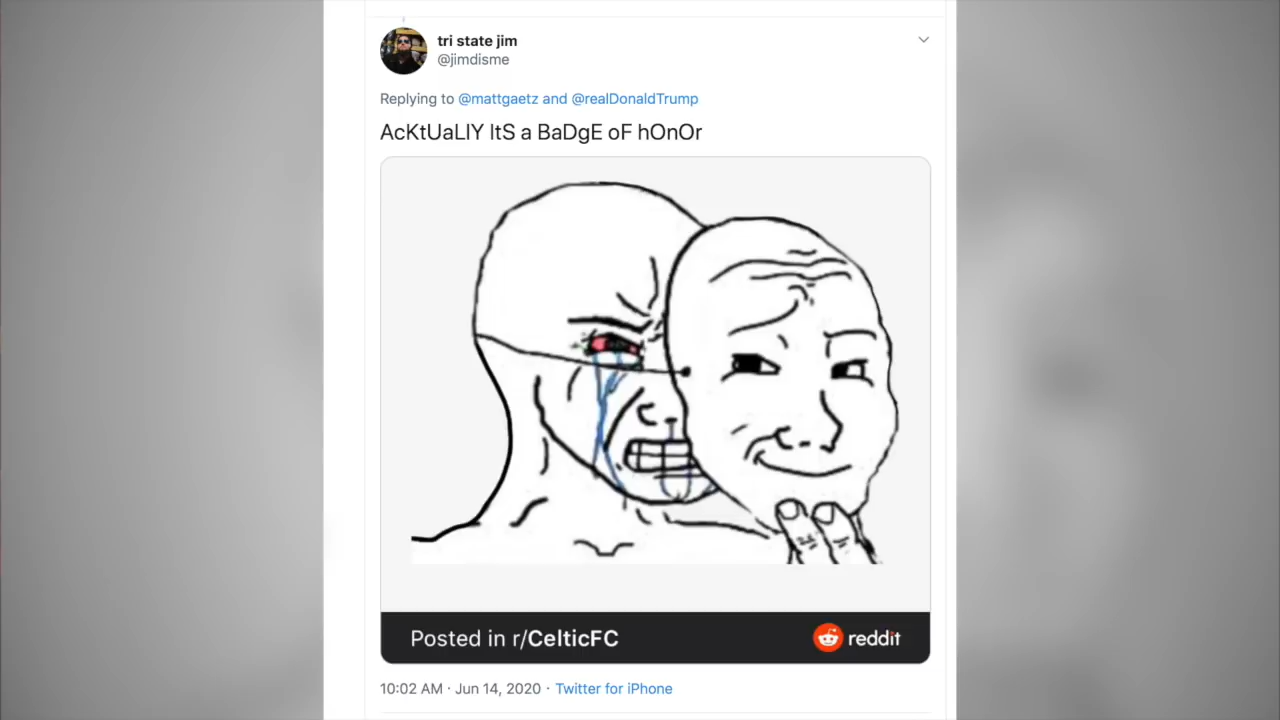 tri state jim
@jimdisme
Replying to @mattgaetz and @realDonaldTrump
AcKtUaLlY ItS a BaDgE oF hOnOr
Posted in r/CelticFC
reddit
10:02 AM · Jun 14, 2020 · Twitter for iPhone